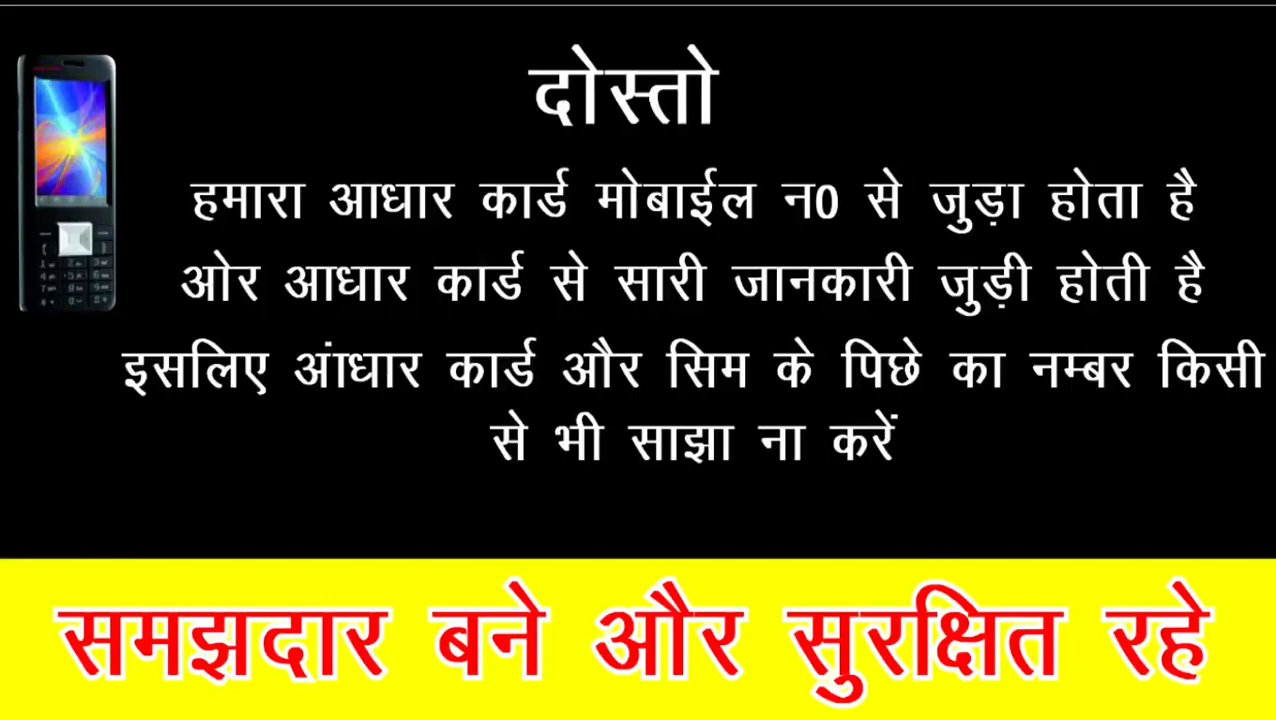 दोस्तो
हमारा आधार कार्ड मोबाईल न0 से जुड़ा होता है
ओर आधार कार्ड से सारी जानकारी जुड़ी होती है
इसलिए आंधार कार्ड और सिम के पिछे का नम्बर किसी
से भी साझा ना करें
समझदार बने और सुरक्षित रहे